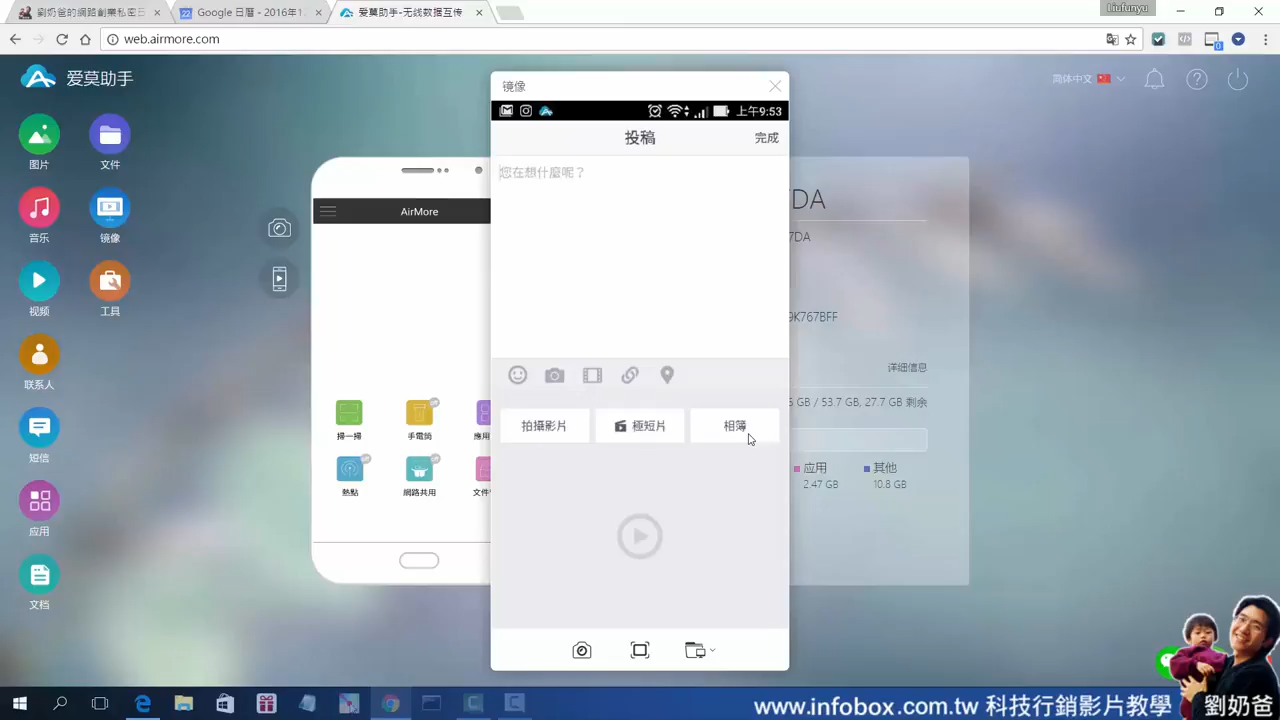 劉奶爸的網路創業私密日
Google 日曆 - 2016年1
爱莫助手-无线数据互传
Liufunyu
web.airmore.com
爱莫助手
简体中文
图片
文件
音乐
镜像
视频
工具
联系人
短信
应用
文档
AirMore
掃一掃
手電筒
應用
熱點
網路共用
文件
镜像
上午9:53
投稿
完成
您在想什麼呢？
拍攝影片
極短片
相簿
7DA
9K767BFF
详细信息
GB / 53.7 GB, 27.7 GB 剩余
应用
其他
2.47 GB
10.8 GB
www.infobox.com.tw 科技行銷影片教學
劉奶爸